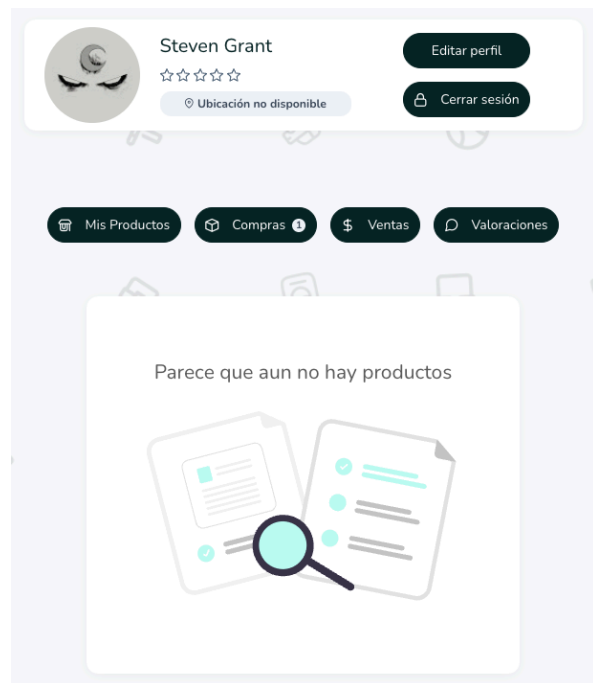 Steven Grant
Editar perfil
Ubicación no disponible
Cerrar sesión
Mis Productos
Compras 1
Ventas
Valoraciones
Parece que aun no hay productos